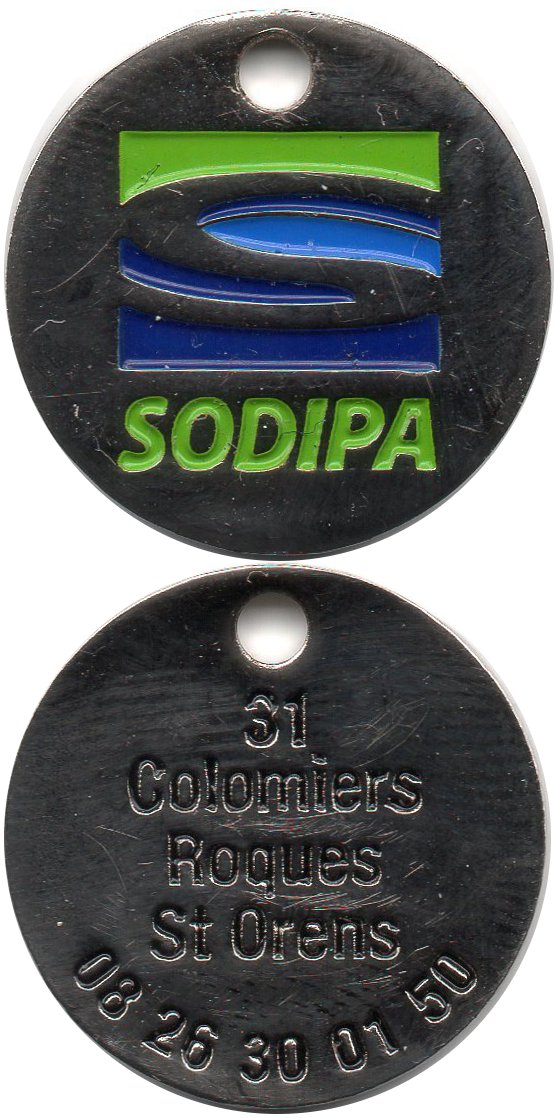 SODIPA
31
Colomiers
Roques
St Orens
08 26 30 01 50